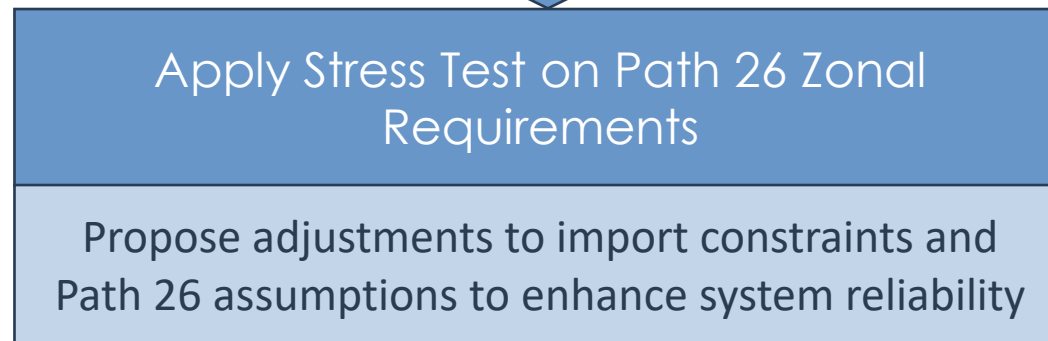 Apply Stress Test on Path 26 Zonal
Requirements
Propose adjustments to import constraints and
Path 26 assumptions to enhance system reliability